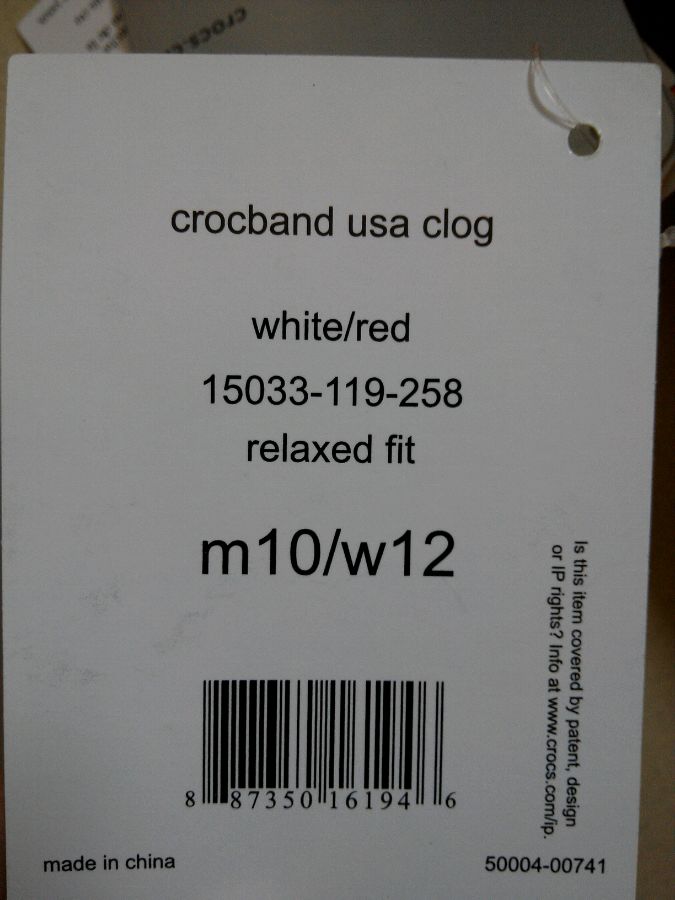 crocs.c
crocband usa clog
white/red
15033-119-258
relaxed fit
m10/w12
Is this item covered by patent, design
or IP rights? Info at www.crocs.com/ip.
8 87350 16194 6
made in china
50004-00741